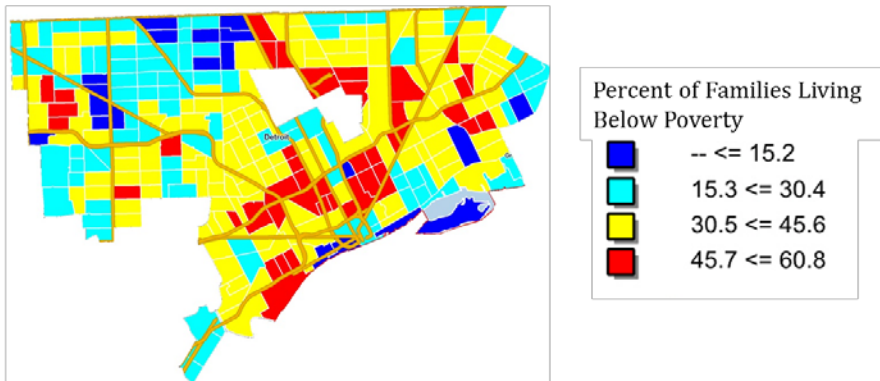 Detroit
Percent of Families Living
Below Poverty
-- <= 15.2
15.3 <= 30.4
30.5 <= 45.6
45.7 <= 60.8